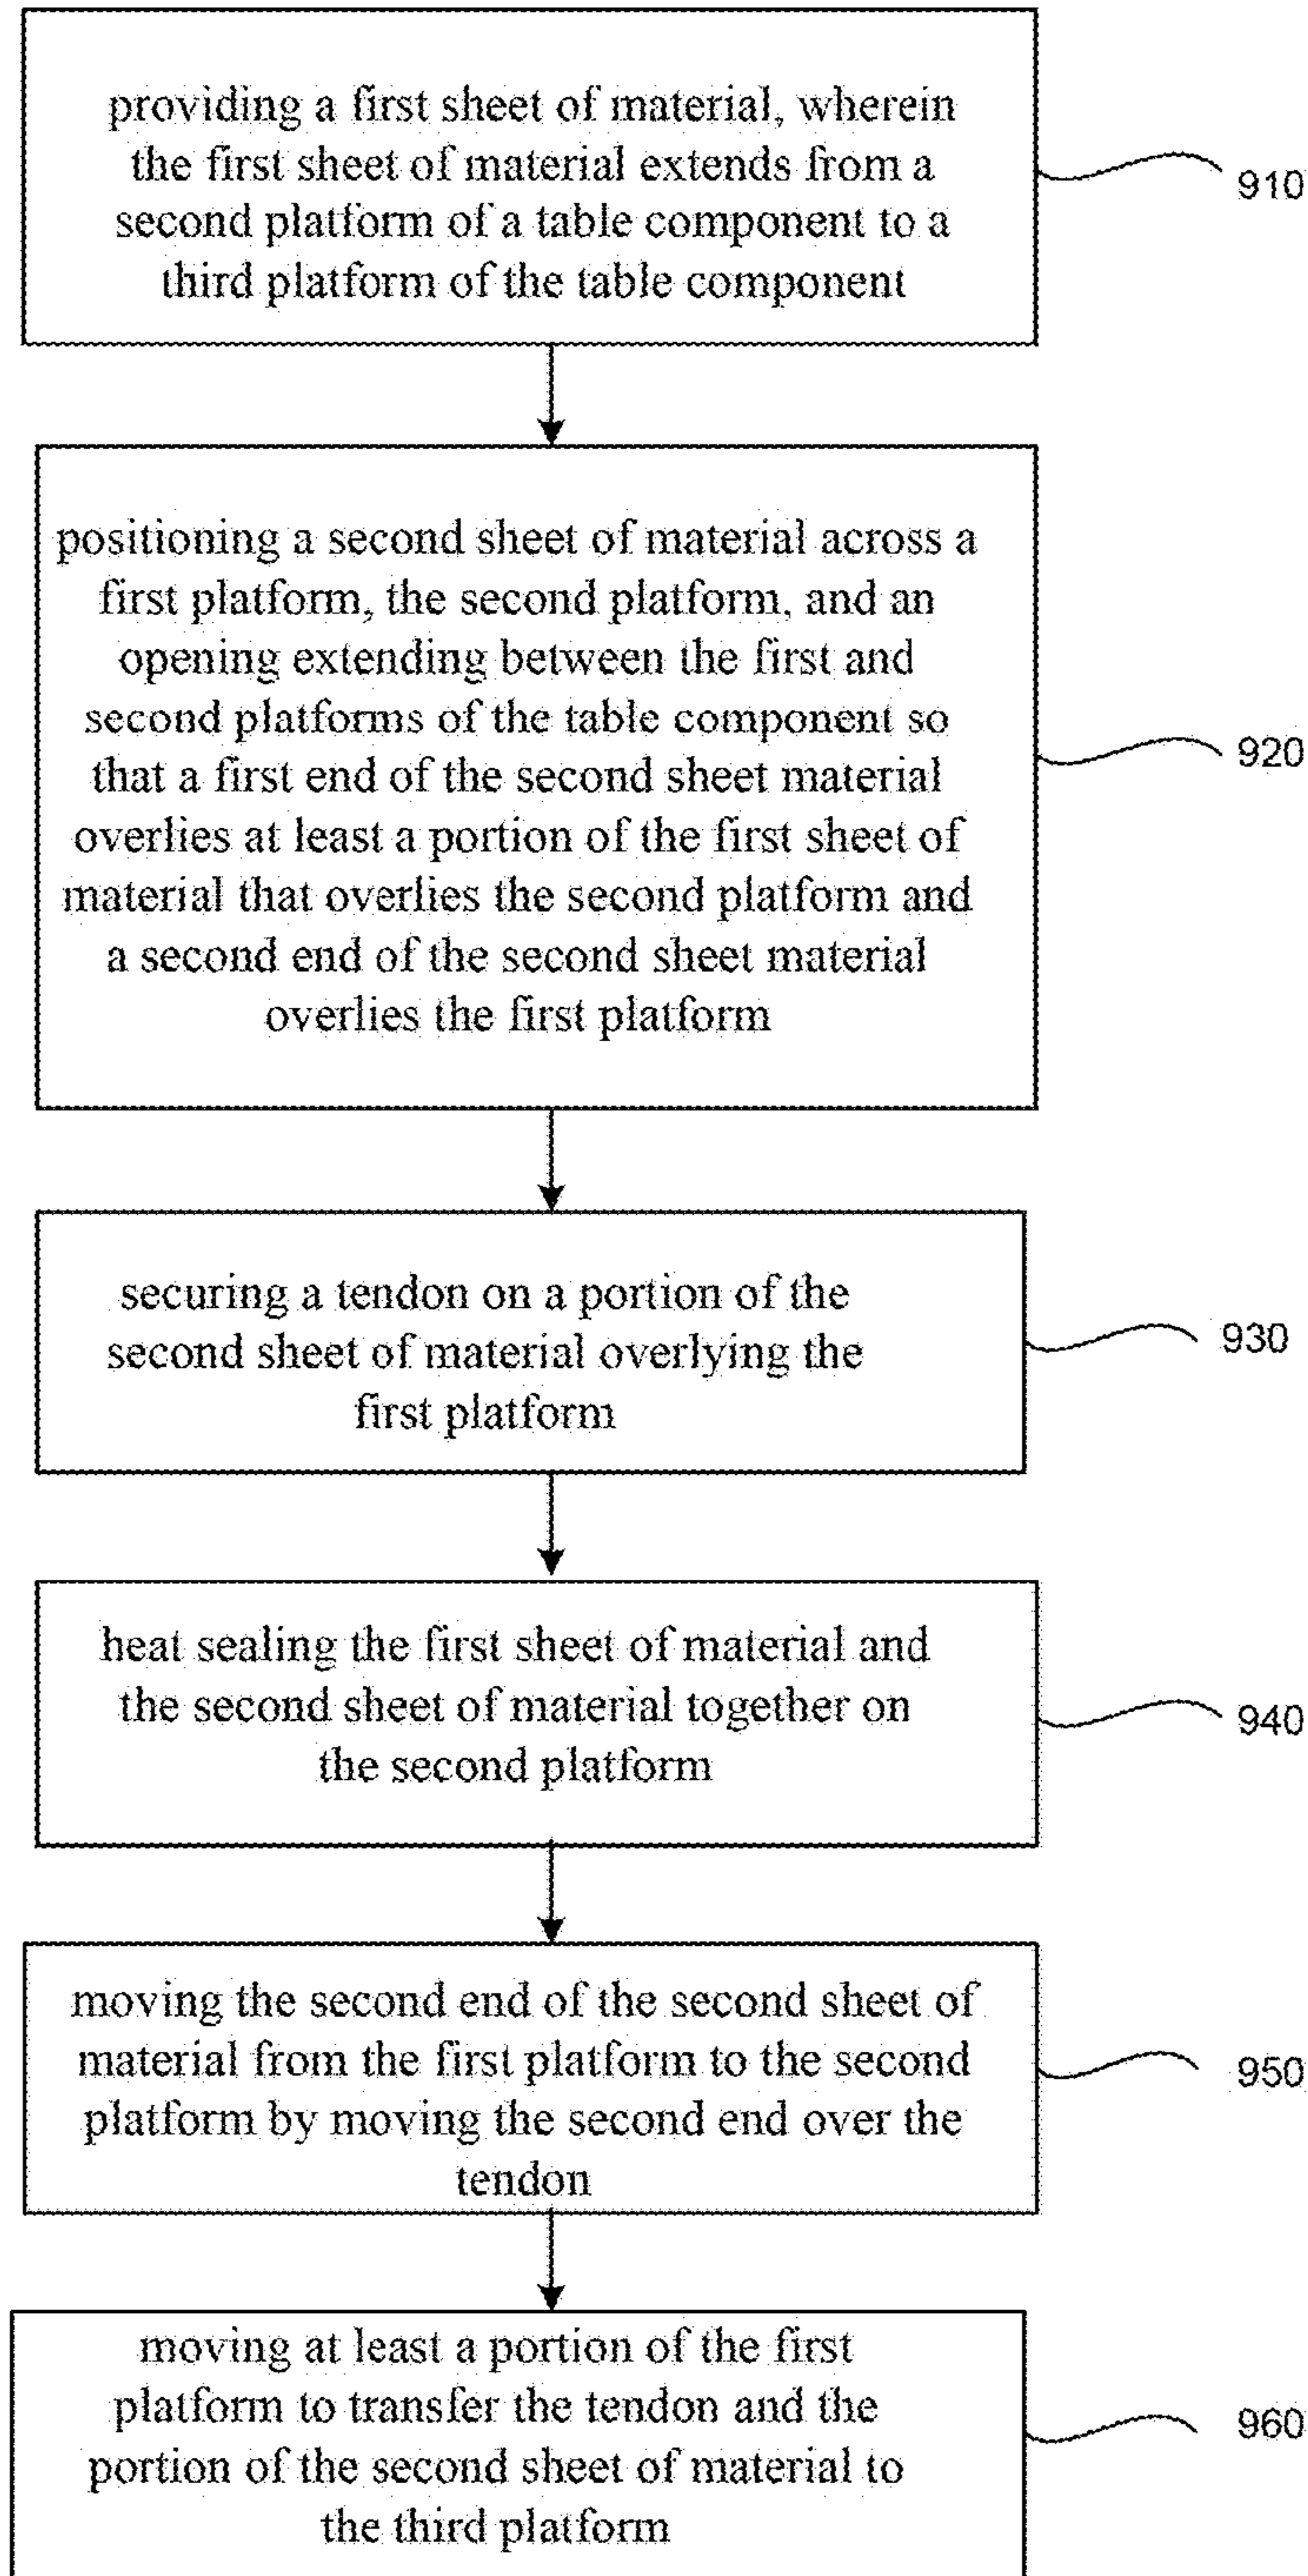 providing a first sheet of material, wherein
the first sheet of material extends from a
second platform of a table component to a
third platform of the table component
910
positioning a second sheet of material across a
first platform, the second platform, and an
opening extending between the first and
second platforms of the table component so
that a first end of the second sheet material
overlies at least a portion of the first sheet of
material that overlies the second platform and
a second end of the second sheet material
overlies the first platform
920
securing a tendon on a portion of the
second sheet of material overlying the
first platform
930
heat sealing the first sheet of material and
the second sheet of material together on
the second platform
940
moving the second end of the second sheet of
material from the first platform to the second
platform by moving the second end over the
tendon
950
moving at least a portion of the first
platform to transfer the tendon and the
portion of the second sheet of material to
the third platform
960